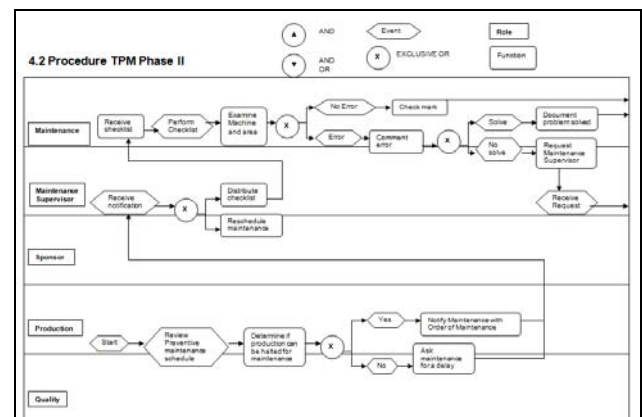 AND
Event
Role
4.2 Procedure TPM Phase II
AND
OR
X
EXCLUSIVE OR
Function
Maintenance
Receive
checklist
Perform
Checklist
Examine
Machine
and area
X
No Error
Check mark
Error
Comment
error
X
Solve
Document
problem solved
No
solve
Request
Maintenance
Supervisor
Maintenance
Supervisor
Receive
notification
X
Distribute
checklist
Reschedule
maintenance
Receive
Request
Sponsor
Production
Start
Review
Preventive
maintenance
schedule
Determine if
production can
be halted for
maintenance
X
Yes
Notify Maintenance with
Order of Maintenance
No
Ask
maintenance
for a delay
Quality